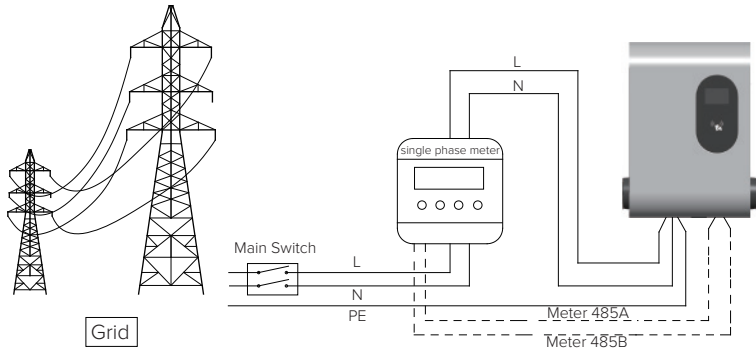 L
N
single phase meter
Main Switch
L
N
PE
Meter 485A
Meter 485B
Grid